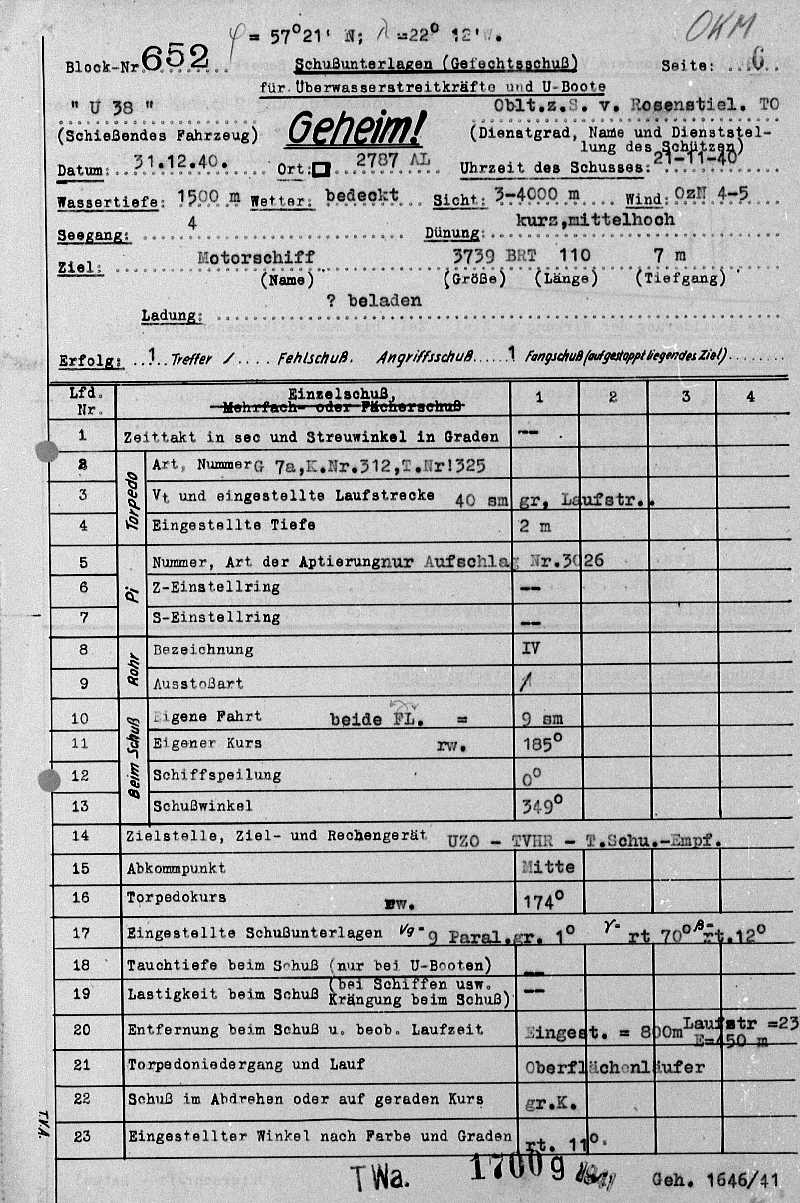 φ = 57°21' N; λ = 22° 12' W.
OKM
Block-Nr. 652
Schußunterlagen (Gefechtsschuß)
Seite: 6
für Überwasserstreitkräfte und U-Boote
" U 38 "
Geheim!
Oblt.z.S. v. Rosenstiel. TO
(Schießendes Fahrzeug)
(Dienstgrad, Name und Dienststel-
lung des Schützen)
Datum: 31.12.40. Ort: 2787 AL Uhrzeit des Schusses: 21-11-40
Wassertiefe: 1500 m Wetter: bedeckt Sicht: 3-4000 m Wind: OzN 4-5
Seegang: 4 Dünung: kurz,mittelhoch
Ziel: Motorschiff 3739 BRT 110 7 m
(Name) (Größe) (Länge) (Tiefgang)
Ladung: ? beladen
Erfolg: 1 Treffer / Fehlschuß. Angriffsschuß 1 Fangschuß (aufgestoppt liegendes Ziel)
Lfd. Nr. Einzelschuß, Mehrfach- oder Fächerschuß 1 2 3 4
1 Zeittakt in sec und Streuwinkel in Graden --
Torpedo
2 Art, Nummer G 7a,K.Nr.312,T.Nr!325
3 Vt und eingestellte Laufstrecke 40 sm gr, Laufstr..
4 Eingestellte Tiefe 2 m
Pi
5 Nummer, Art der Aptierung nur Aufschlag Nr.3026
6 Z-Einstellring --
7 S-Einstellring --
Rohr
8 Bezeichnung IV
9 Ausstoßart
Beim Schuß
10 Eigene Fahrt beide FL. = 9 sm
11 Eigener Kurs rw. 185°
12 Schiffspeilung 0°
13 Schußwinkel 349°
14 Zielstelle, Ziel- und Rechengerät UZO - TVHR - T.Schu.-Empf.
15 Abkommpunkt Mitte
16 Torpedokurs rw. 174°
17 Eingestellte Schußunterlagen Vg= 9 Paral.gr. 1° γ= rt 70° β= rt.12°
18 Tauchtiefe beim Schuß (nur bei U-Booten) --
19 Lastigkeit beim Schuß (bei Schiffen usw. Krängung beim Schuß) --
20 Entfernung beim Schuß u. beob. Laufzeit Eingest. = 800m Laufstr =23
E=450 m
21 Torpedoniedergang und Lauf Oberflächenläufer
22 Schuß im Abdrehen oder auf geraden Kurs gr.K.
23 Eingestellter Winkel nach Farbe und Graden rt. 11°.
TVA.
TWa. 17009 Geh. 1646/41